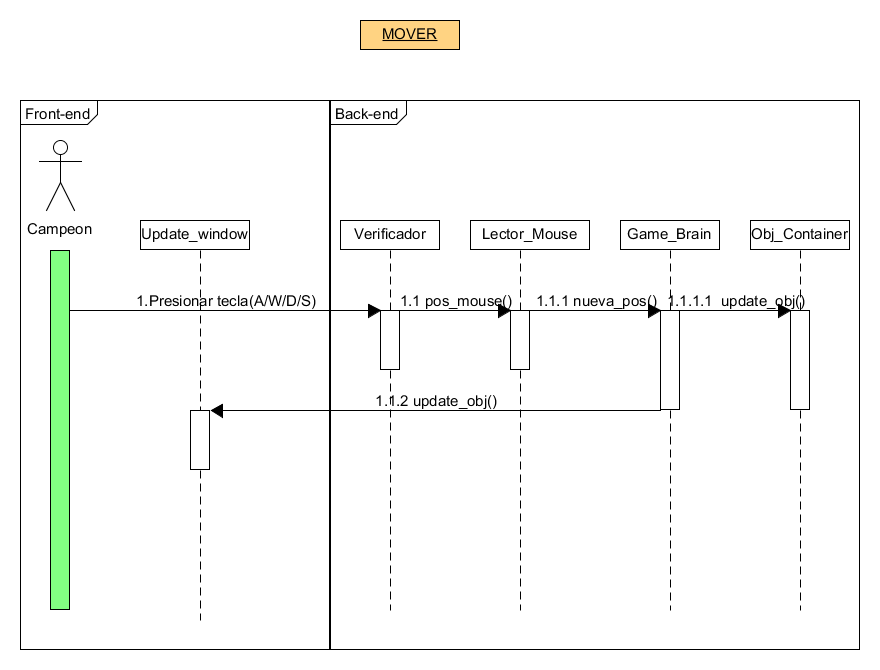 MOVER
Front-end
Back-end
Campeon
Update_window
Verificador
Lector_Mouse
Game_Brain
Obj_Container
1.Presionar tecla(A/W/D/S)
1.1 pos_mouse()
1.1.1 nueva_pos()
1.1.1.1  update_obj()
1.1.2 update_obj()